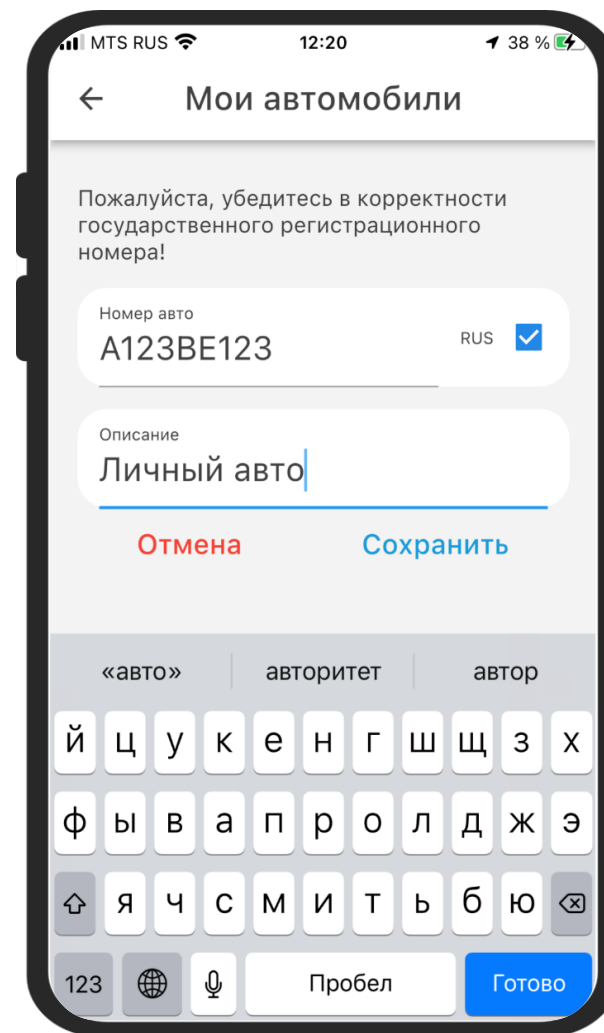 MTS RUS 12:20 38 %
Мои автомобили
Пожалуйста, убедитесь в корректности
государственного регистрационного
номера!
Номер авто
А123ВЕ123 RUS
Описание
Личный авто
Отмена Сохранить
«авто» авторитет автор
й ц у к е н г ш щ з х
ф ы в а п р о л д ж э
я ч с м и т ь б ю
123 Пробел Готово